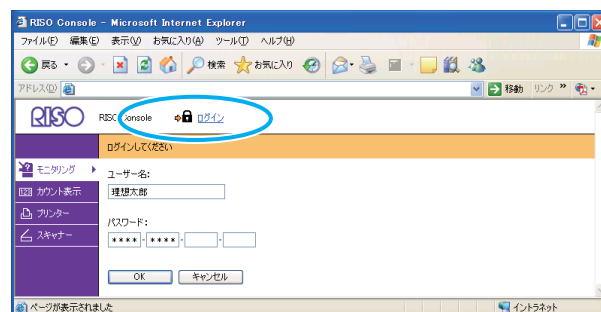 RISO Console - Microsoft Internet Explorer
ファイル(F) 編集(E) 表示(V) お気に入り(A) ツール(T) ヘルプ(H)
戻る 検索 お気に入り
アドレス(D) 移動 リンク »
RISO RISO Console ログイン
ログインしてください
モニタリング
ユーザー名:
123 カウント表示
理想太郎
プリンター
パスワード:
スキャナー
**** - **** - -
OK キャンセル
ページが表示されました イントラネット